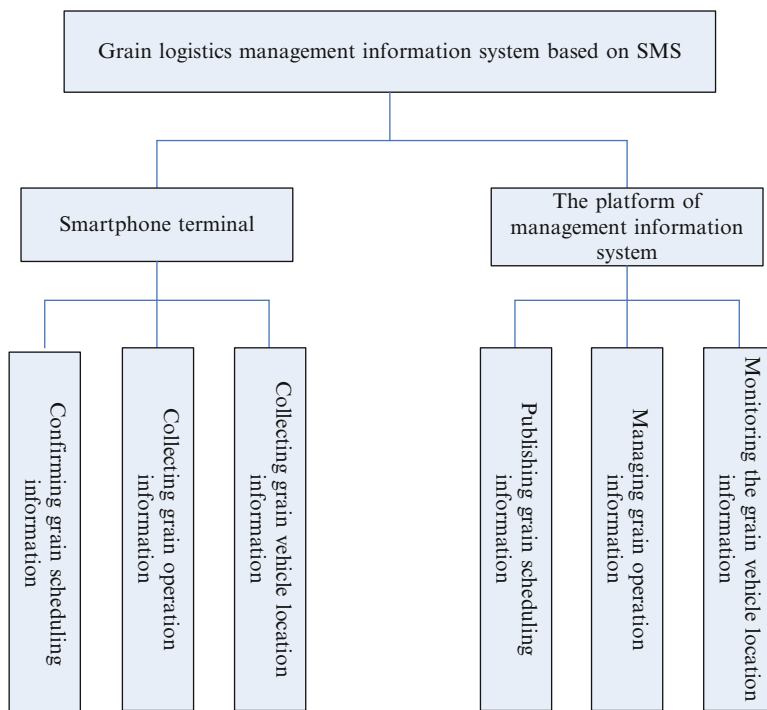 Grain logistics management information system based on SMS
Smartphone terminal
The platform of
management information
system
Confirming grain scheduling
information
Collecting grain operation
information
Collecting grain vehicle location
information
Publishing grain scheduling
information
Managing grain operation
information
Monitoring the grain vehicle location
information